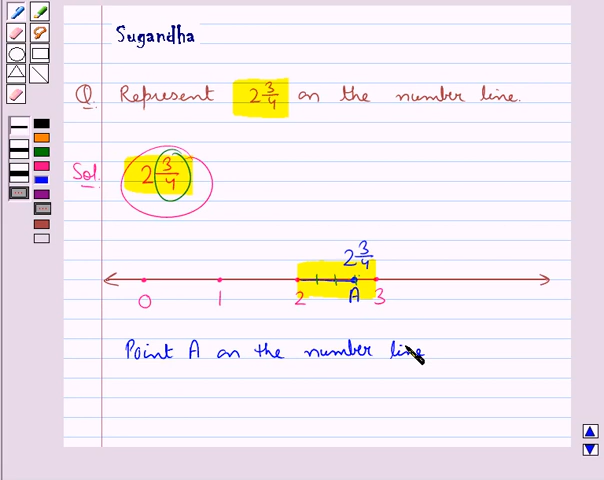 Sugandha
Q. Represent 2 3/4 on the number line.
Sol. 2 3/4
2 3/4
0 1 2 A 3
Point A on the number line